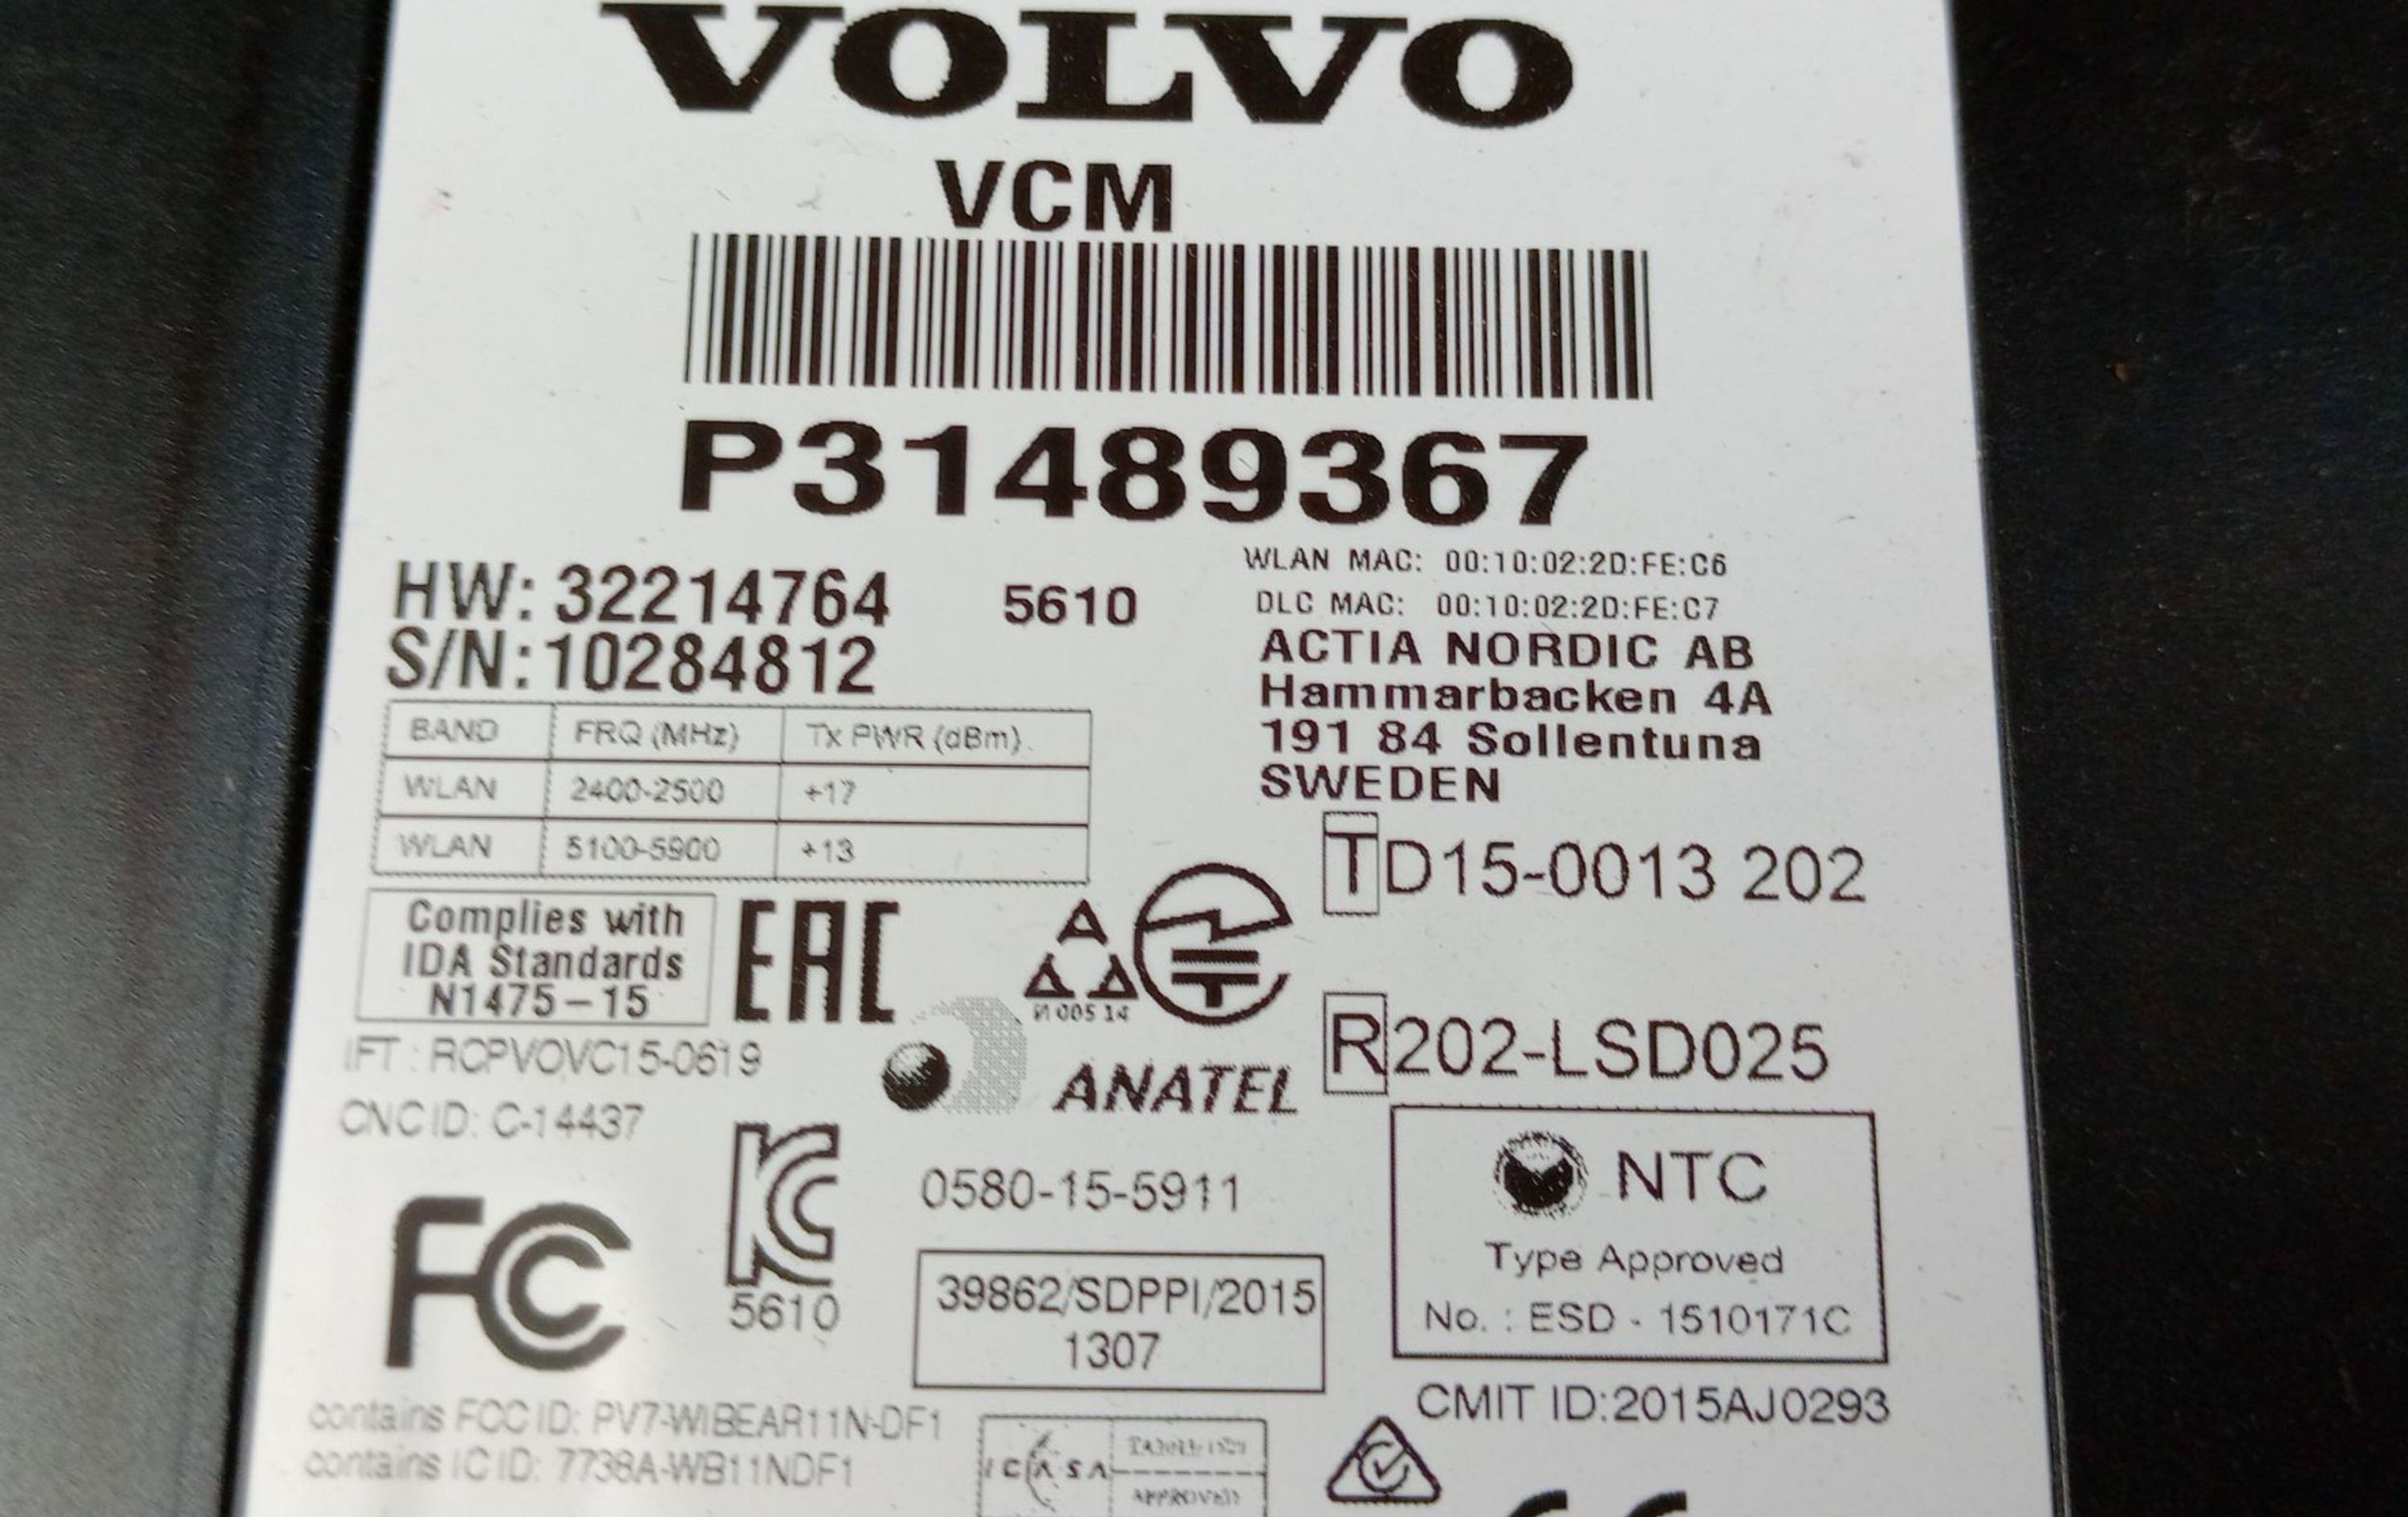 VOLVO
VCM
P31489367
HW: 32214764 5610
S/N: 10284812
WLAN MAC: 00:10:02:2D:FE:C6
DLC MAC: 00:10:02:2D:FE:C7
ACTIA NORDIC AB
Hammarbacken 4A
191 84 Sollentuna
SWEDEN
BAND FRQ (MHz) Tx PWR (dBm)
WLAN 2400-2500 +17
WLAN 5100-5900 +13
TD15-0013 202
Complies with
IDA Standards
N1475-15
EAC
И 005 14
R202-LSD025
IFT : RCPVOVC15-0619
ANATEL
CNC ID: C-14437
0580-15-5911
NTC
Type Approved
No. : ESD - 1510171C
FC
KC
5610
39862/SDPPI/2015
1307
CMIT ID:2015AJ0293
contains FCC ID: PV7-WIBEAR11N-DF1
contains IC ID: 7738A-WB11NDF1
ICASA
APPROVED
CE